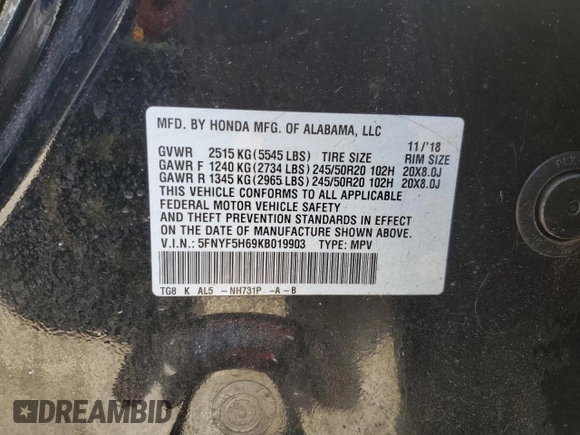 MFD. BY HONDA MFG. OF ALABAMA, LLC 11/'18
GVWR 2515 KG (5545 LBS) TIRE SIZE RIM SIZE
GAWR F 1240 KG (2734 LBS) 245/50R20 102H 20X8.0J
GAWR R 1345 KG (2965 LBS) 245/50R20 102H 20X8.0J
THIS VEHICLE CONFORMS TO ALL APPLICABLE
FEDERAL MOTOR VEHICLE SAFETY
AND THEFT PREVENTION STANDARDS IN EFFECT
ON THE DATE OF MANUFACTURE SHOWN ABOVE.
V.I.N.: 5FNYF5H69KB019903 TYPE: MPV
TG8 K AL5 -NH731P -A-B
DREAMBID